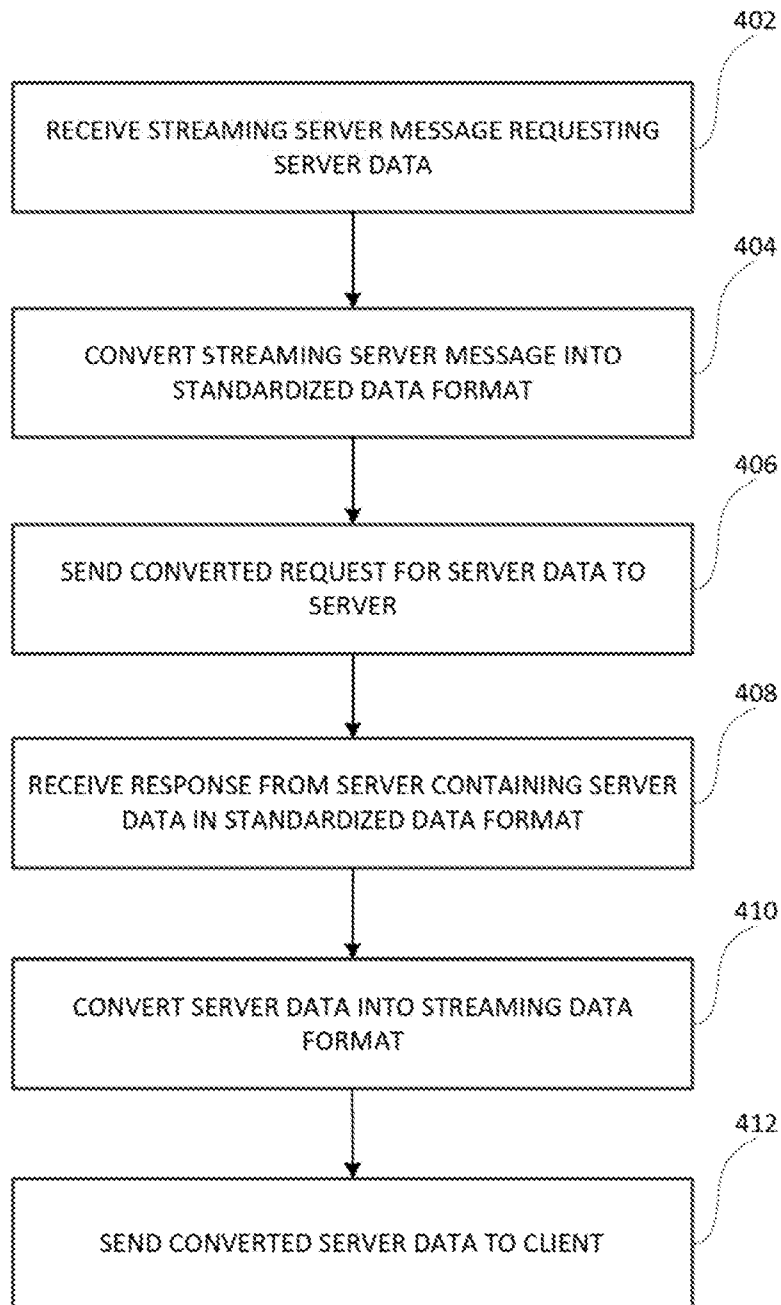 402
RECEIVE STREAMING SERVER MESSAGE REQUESTING
SERVER DATA
404
CONVERT STREAMING SERVER MESSAGE INTO
STANDARDIZED DATA FORMAT
406
SEND CONVERTED REQUEST FOR SERVER DATA TO
SERVER
408
RECEIVE RESPONSE FROM SERVER CONTAINING SERVER
DATA IN STANDARDIZED DATA FORMAT
410
CONVERT SERVER DATA INTO STREAMING DATA
FORMAT
412
SEND CONVERTED SERVER DATA TO CLIENT